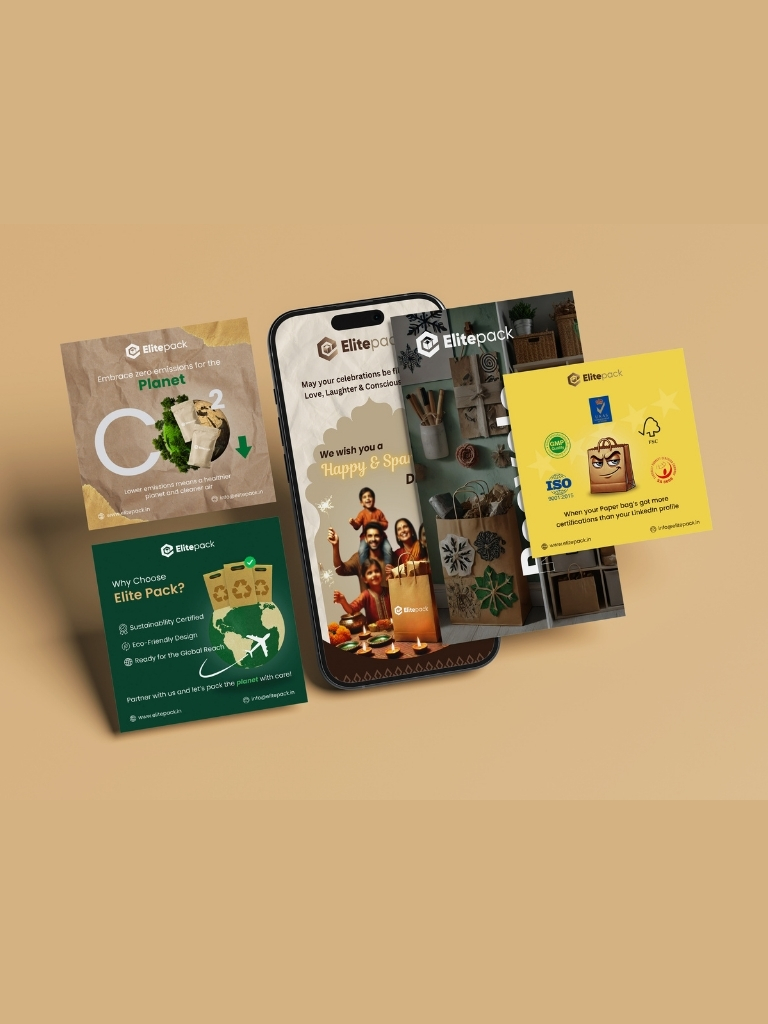 Elitepack
Embrace zero emissions for the
Planet
C
2
Lower emissions means a healthier
planet and cleaner air
www.elitepack.in
info@elitepack.in
Elitepack
Why Choose
Elite Pack?
Sustainability Certified
Eco-Friendly Design
Ready for the Global Reach
Partner with us and let's pack the planet with care!
www.elitepack.in
info@elitepack.in
Elitepac
May your celebrations be fi
Love, Laughter & Conscious
We wish you a
Happy & Spar
D
Elitepack
Elitepack
Elitepack
GMP
Quality
FSC
ISO
9001:2015
When your Paper bag's got more
certifications than your LinkedIn profile
www.elitepack.in
info@elitepack.in